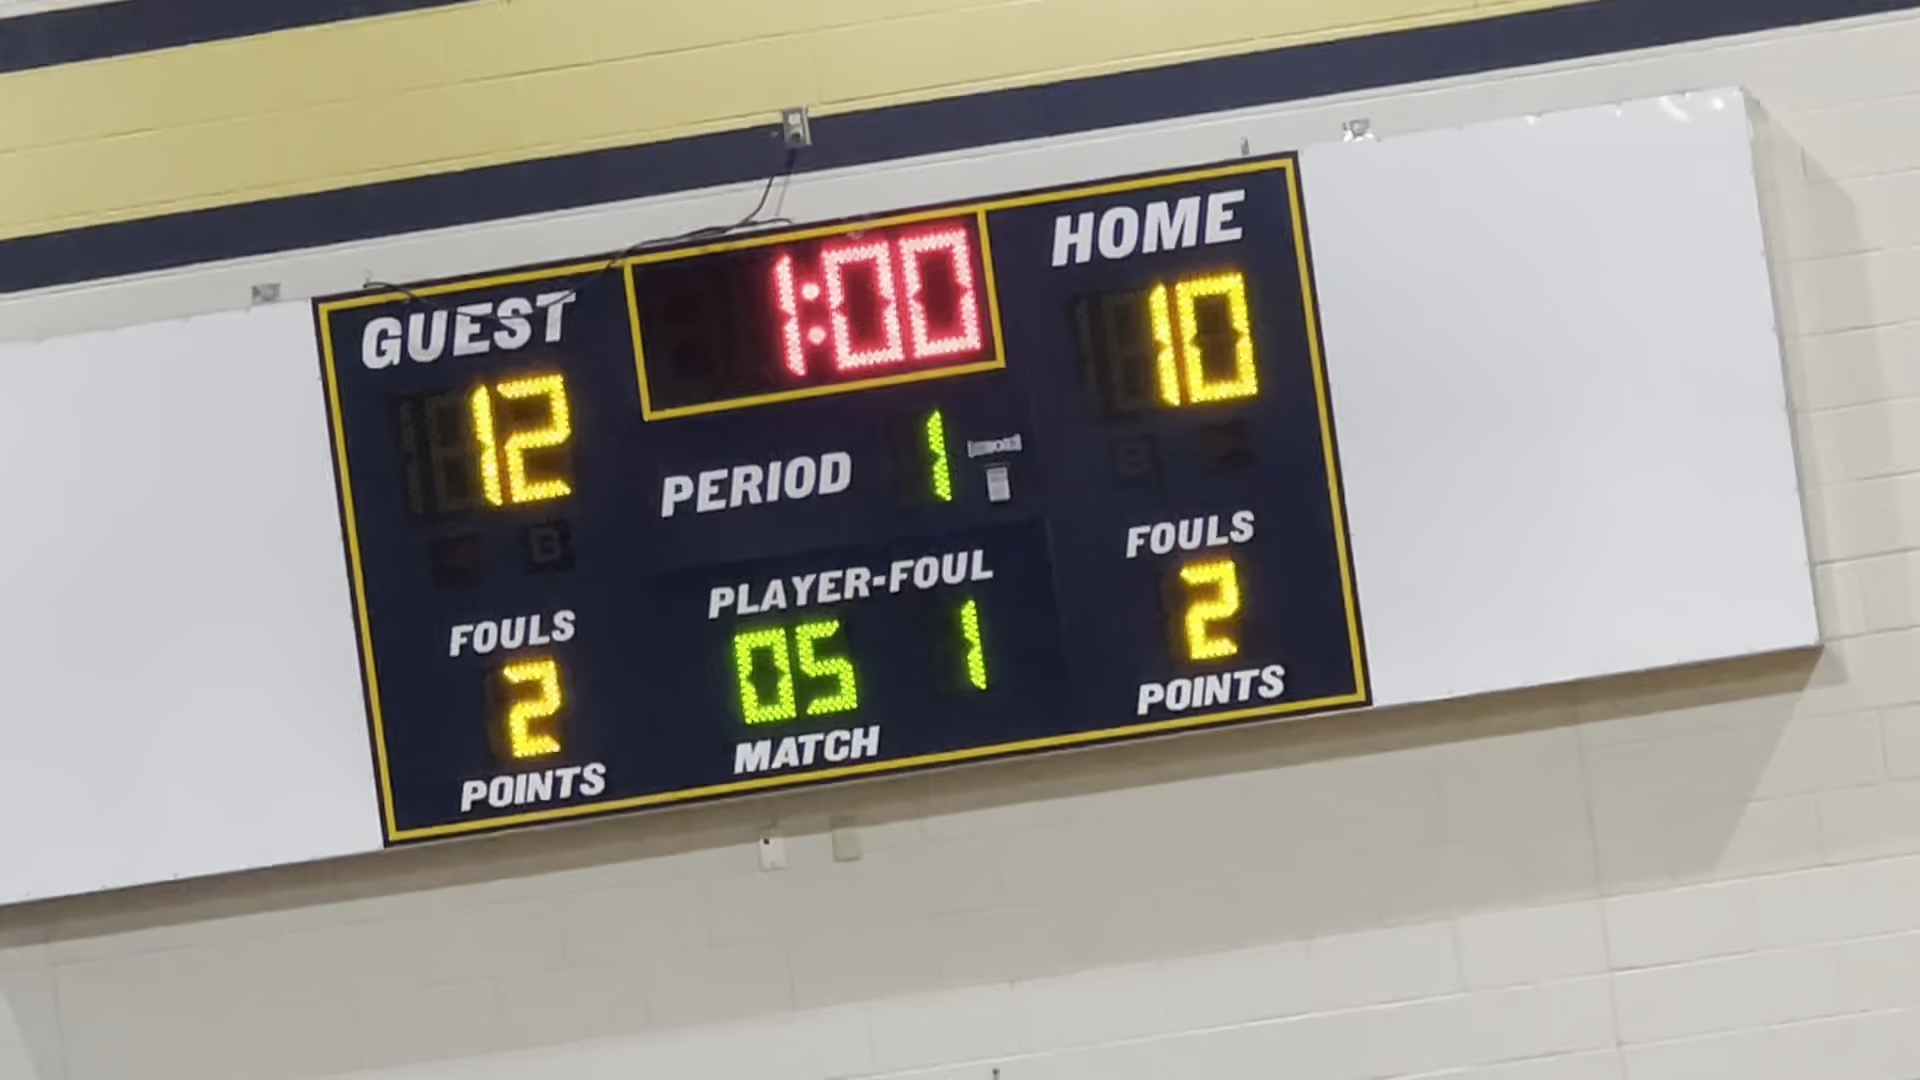 GUEST
1:00
HOME
12
10
PERIOD 1
PLAYER-FOUL
FOULS
FOULS
2
05 1
2
POINTS
MATCH
POINTS